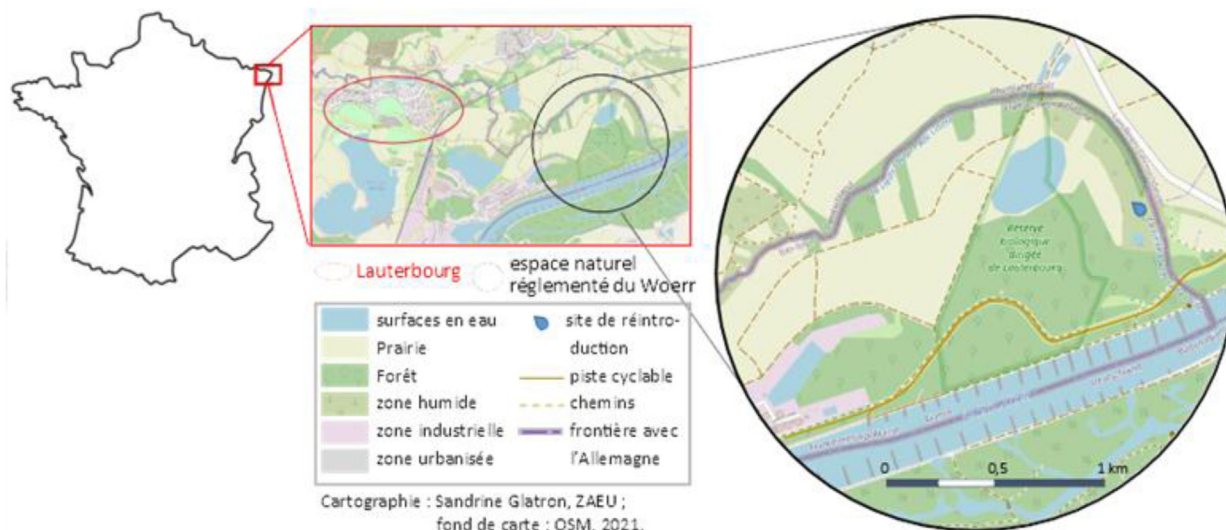 Lauterbourg
espace naturel
réglementé du Woerr
surfaces en eau
Prairie
Forêt
zone humide
zone industrielle
zone urbanisée
site de réintro-
duction
piste cyclable
chemins
frontière avec
l'Allemagne
Cartographie : Sandrine Glatron, ZAEU ;
fond de carte : OSM, 2021.
Réserve
biologique
dirigée
de Lauterbourg
0 0,5 1 km